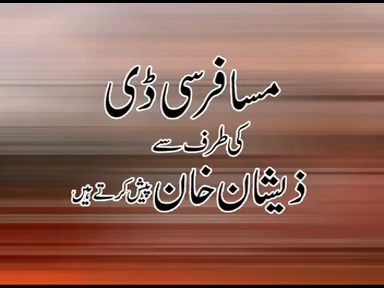 مسافر سی ڈی
کی طرف سے
ذیشان خان پیش کرتے ہیں